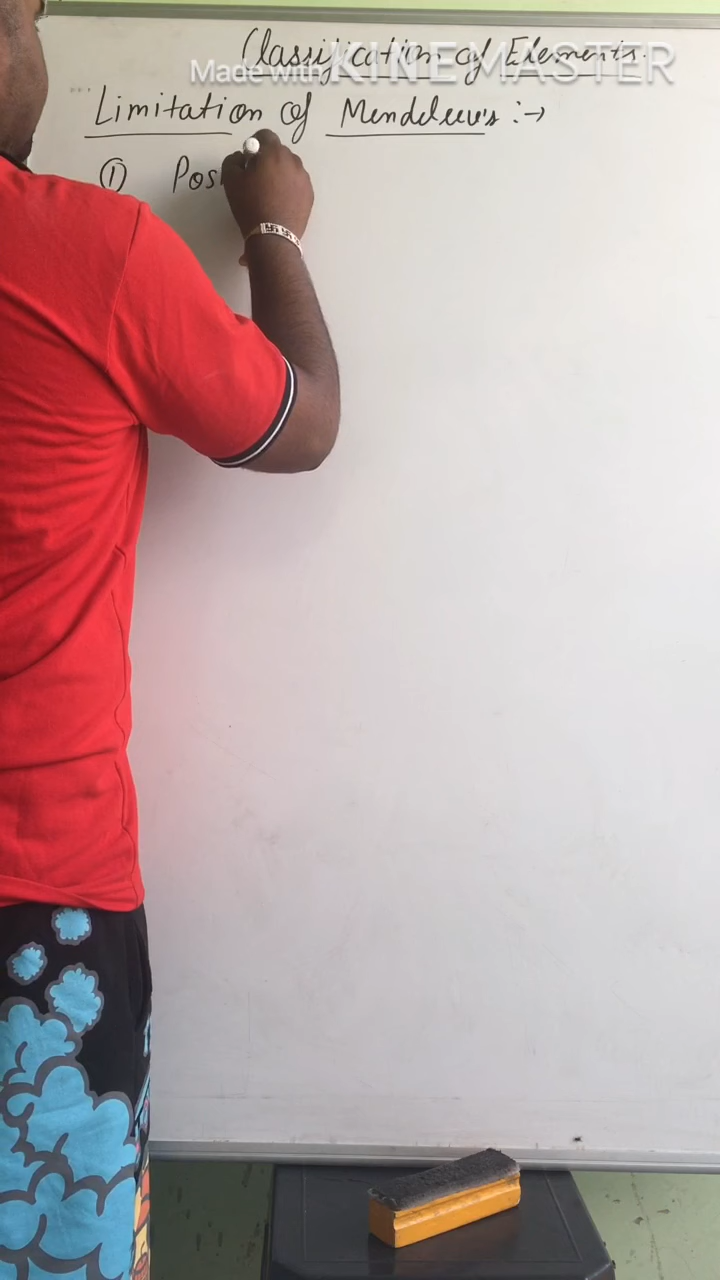 Classification of Elements.
Made with KINEMASTER
Limitation of Mendeleev's :→
① Pos